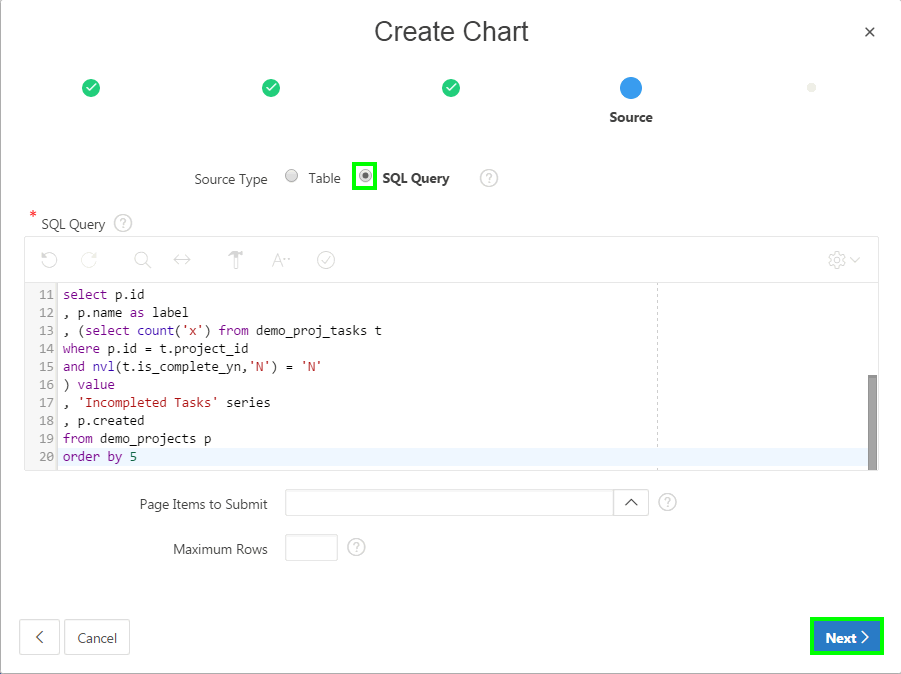 Create Chart
Source
Source Type Table SQL Query ?
* SQL Query ?
11 select p.id
12 , p.name as label
13 , (select count('x') from demo_proj_tasks t
14 where p.id = t.project_id
15 and nvl(t.is_complete_yn,'N') = 'N'
16 ) value
17 , 'Incompleted Tasks' series
18 , p.created
19 from demo_projects p
20 order by 5
Page Items to Submit ?
Maximum Rows ?
Cancel Next